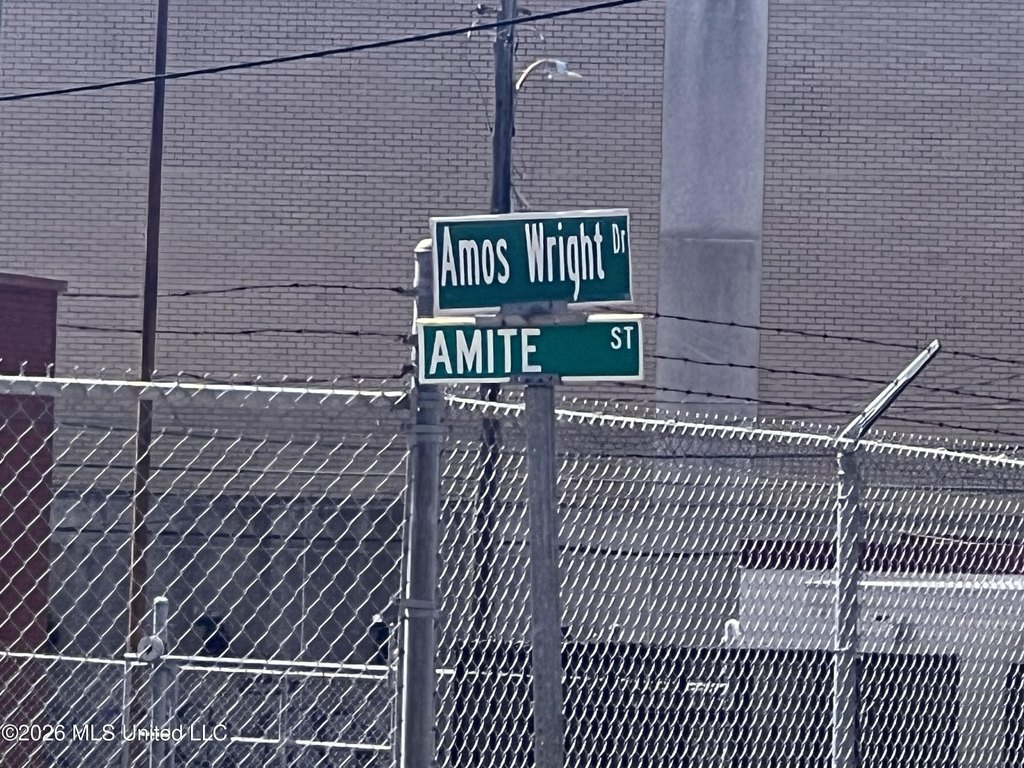 Amos Wright Dr
AMITE ST
©2026 MLS United LLC